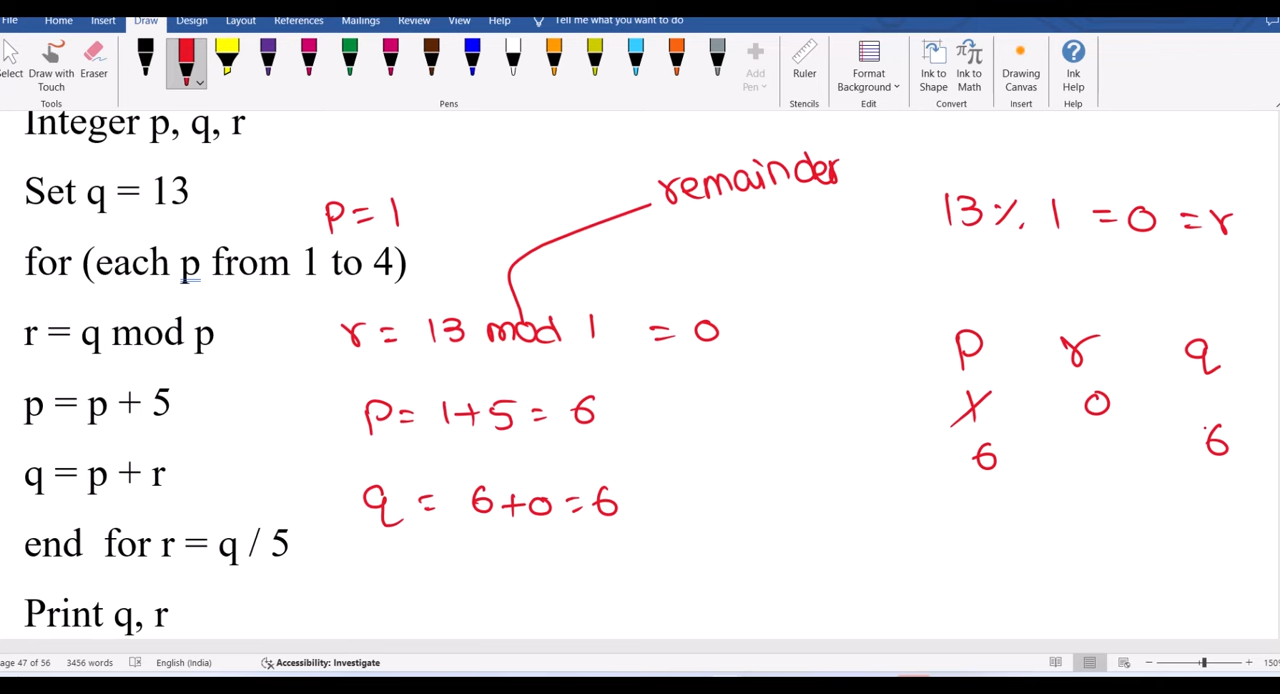 File Home Insert Draw Design Layout References Mailings Review View Help Tell me what you want to do
Select Draw with Touch Eraser Add Pen Ruler Format Background Ink to Shape Ink to Math Drawing Canvas Ink Help
Tools Pens Stencils Edit Convert Insert Help
Integer p, q, r
remainder
Set q = 13
p = 1
13 % 1 = 0 = r
for (each p from 1 to 4)
r = q mod p
r = 13 mod 1 = 0
p r q
p = p + 5
p = 1+5 = 6
1 0
6
6
q = p + r
q = 6+0 = 6
end for r = q / 5
Print q, r
age 47 of 56 3456 words English (India) Accessibility: Investigate 150